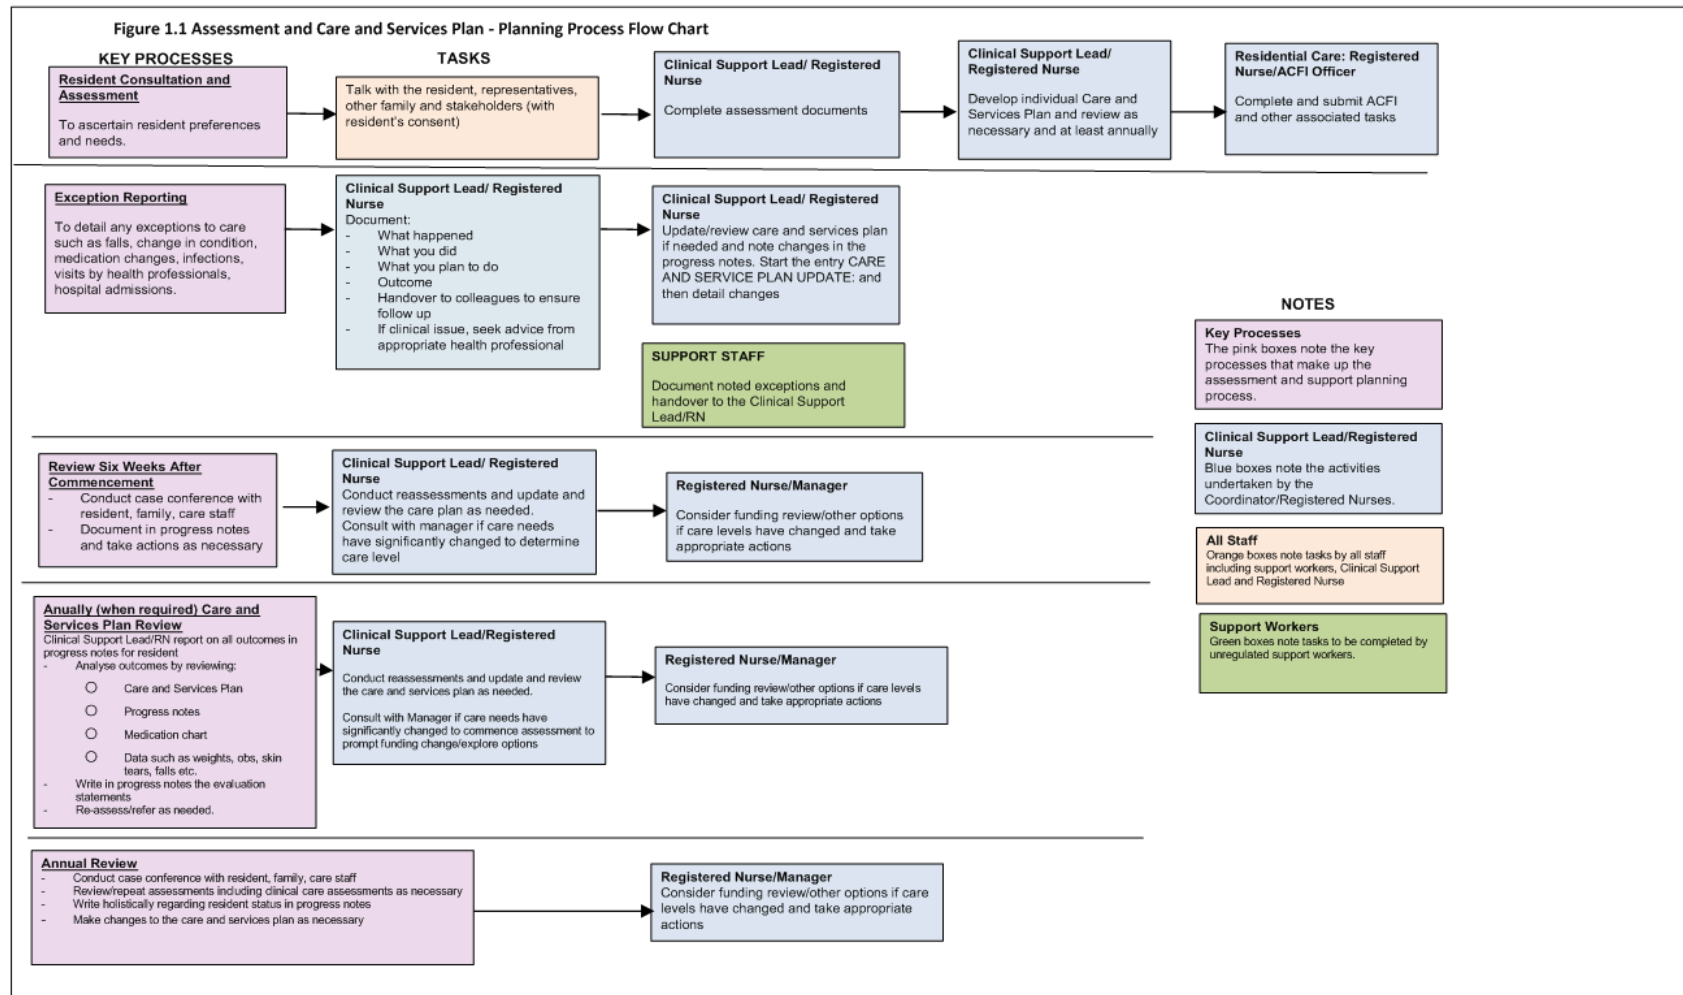 Figure 1.1 Assessment and Care and Services Plan - Planning Process Flow Chart
KEY PROCESSES
TASKS
Resident Consultation and
Assessment
To ascertain resident preferences
and needs.
Talk with the resident, representatives,
other family and stakeholders (with
resident's consent)
Clinical Support Lead/ Registered
Nurse
Complete assessment documents
Clinical Support Lead/
Registered Nurse
Develop individual Care and
Services Plan and review as
necessary and at least annually
Residential Care: Registered
Nurse/ACFI Officer
Complete and submit ACFI
and other associated tasks
Exception Reporting
To detail any exceptions to care
such as falls, change in condition,
medication changes, infections,
visits by health professionals,
hospital admissions.
Clinical Support Lead/ Registered
Nurse
Document:
- What happened
- What you did
- What you plan to do
- Outcome
- Handover to colleagues to ensure
follow up
- If clinical issue, seek advice from
appropriate health professional
Clinical Support Lead/ Registered
Nurse
Update/review care and services plan
if needed and note changes in the
progress notes. Start the entry CARE
AND SERVICE PLAN UPDATE: and
then detail changes
SUPPORT STAFF
Document noted exceptions and
handover to the Clinical Support
Lead/RN
Review Six Weeks After
Commencement
- Conduct case conference with
resident, family, care staff
- Document in progress notes
and take actions as necessary
Clinical Support Lead/ Registered
Nurse
Conduct reassessments and update and
review the care plan as needed.
Consult with manager if care needs
have significantly changed to determine
care level
Registered Nurse/Manager
Consider funding review/other options
if care levels have changed and take
appropriate actions
Anually (when required) Care and
Services Plan Review
Clinical Support Lead/RN report on all outcomes in
progress notes for resident
- Analyse outcomes by reviewing:
○ Care and Services Plan
○ Progress notes
○ Medication chart
○ Data such as weights, obs, skin
tears, falls etc.
- Write in progress notes the evaluation
statements
- Re-assess/refer as needed.
Clinical Support Lead/Registered
Nurse
Conduct reassessments and update and review
the care and services plan as needed.
Consult with Manager if care needs have
significantly changed to commence assessment to
prompt funding change/explore options
Registered Nurse/Manager
Consider funding review/other options if care levels
have changed and take appropriate actions
Annual Review
- Conduct case conference with resident, family, care staff
- Review/repeat assessments including clinical care assessments as necessary
- Write holistically regarding resident status in progress notes
- Make changes to the care and services plan as necessary
Registered Nurse/Manager
Consider funding review/other options if care
levels have changed and take appropriate
actions
NOTES
Key Processes
The pink boxes note the key
processes that make up the
assessment and support planning
process.
Clinical Support Lead/Registered
Nurse
Blue boxes note the activities
undertaken by the
Coordinator/Registered Nurses.
All Staff
Orange boxes note tasks by all staff
including support workers, Clinical Support
Lead and Registered Nurse
Support Workers
Green boxes note tasks to be completed by
unregulated support workers.